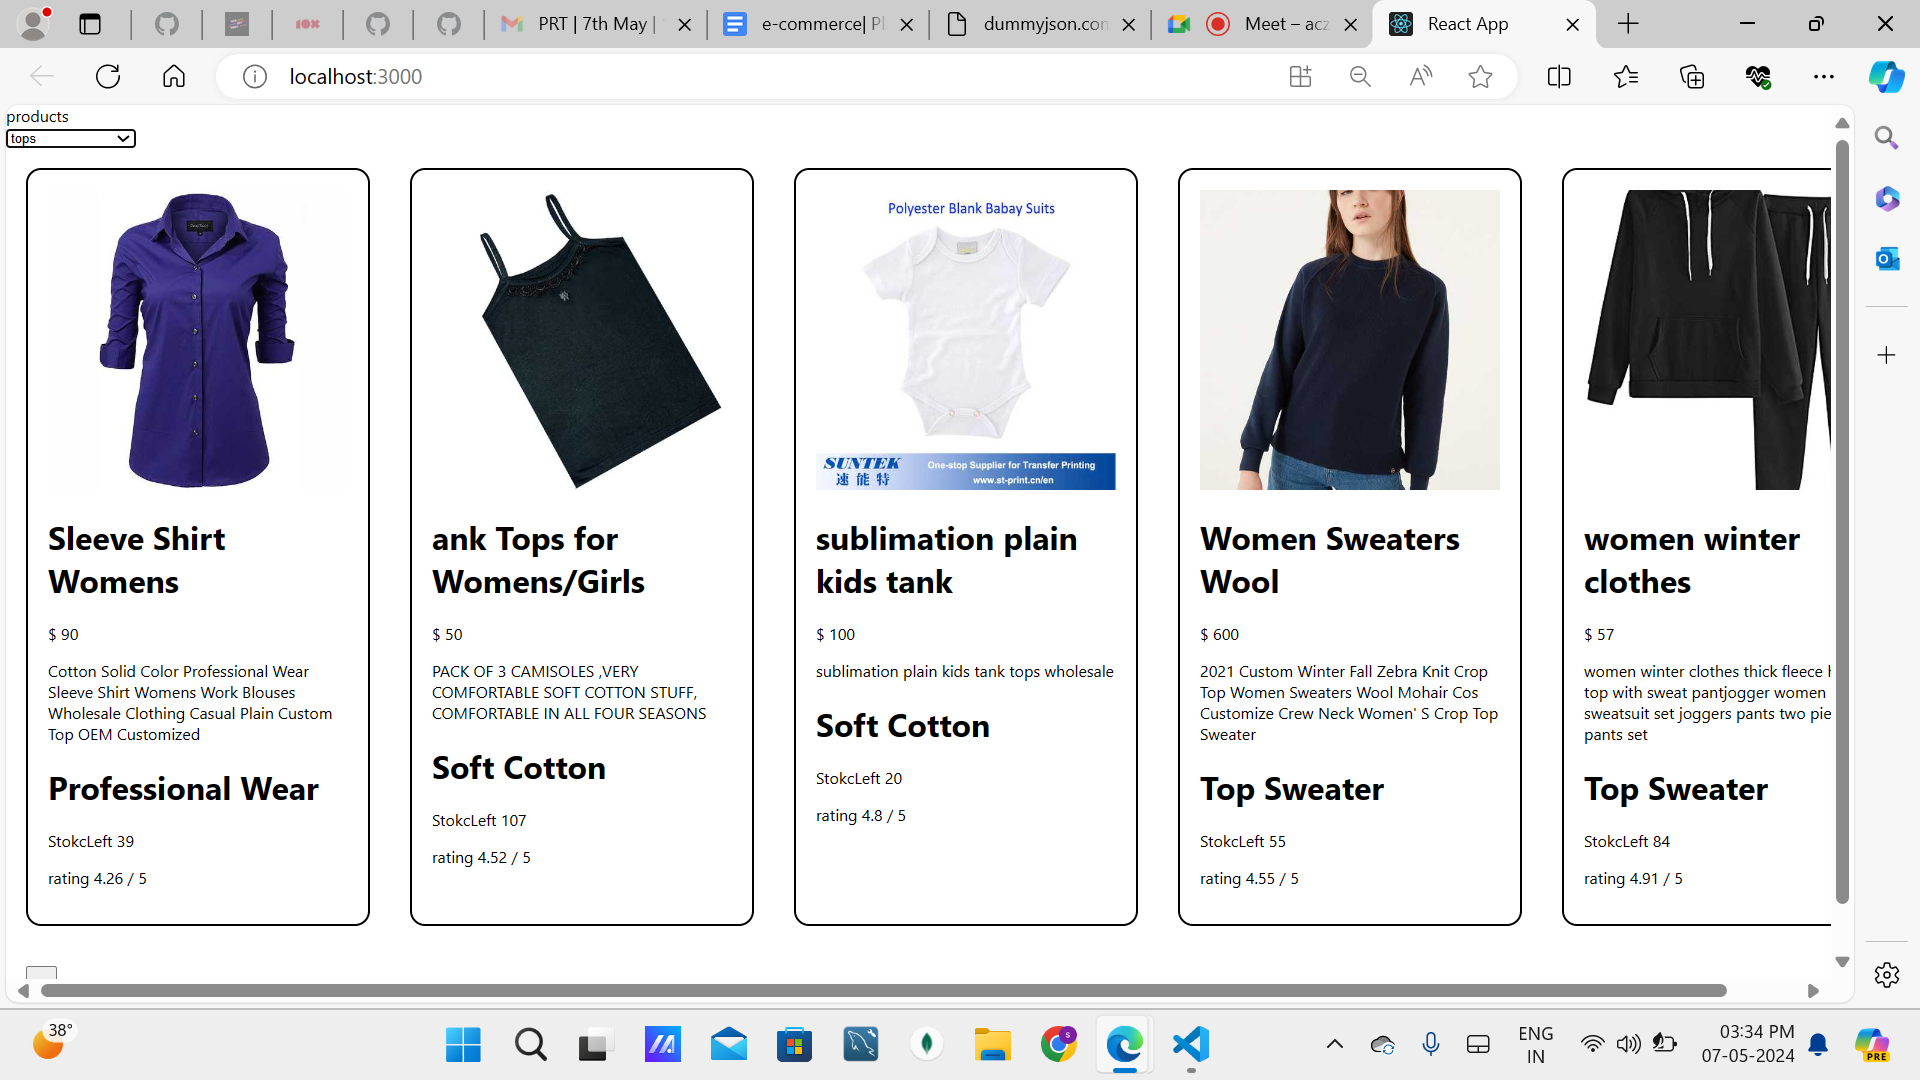 PRT | 7th May |
e-commerce| Pl
dummyjson.con
Meet – acz
React App
localhost:3000
products
tops
Polyester Blank Babay Suits
SUNTEK
速能特
One-stop Supplier for Transfer Printing
www.st-print.cn/en
Sleeve Shirt
Womens
$ 90
Cotton Solid Color Professional Wear
Sleeve Shirt Womens Work Blouses
Wholesale Clothing Casual Plain Custom
Top OEM Customized
Professional Wear
StokcLeft 39
rating 4.26 / 5
ank Tops for
Womens/Girls
$ 50
PACK OF 3 CAMISOLES ,VERY
COMFORTABLE SOFT COTTON STUFF,
COMFORTABLE IN ALL FOUR SEASONS
Soft Cotton
StokcLeft 107
rating 4.52 / 5
sublimation plain
kids tank
$ 100
sublimation plain kids tank tops wholesale
Soft Cotton
StokcLeft 20
rating 4.8 / 5
Women Sweaters
Wool
$ 600
2021 Custom Winter Fall Zebra Knit Crop
Top Women Sweaters Wool Mohair Cos
Customize Crew Neck Women' S Crop Top
Sweater
Top Sweater
StokcLeft 55
rating 4.55 / 5
women winter
clothes
$ 57
women winter clothes thick fleece h
top with sweat pantjogger women
sweatsuit set joggers pants two pie
pants set
Top Sweater
StokcLeft 84
rating 4.91 / 5
38°
ENG
IN
03:34 PM
07-05-2024
PRE